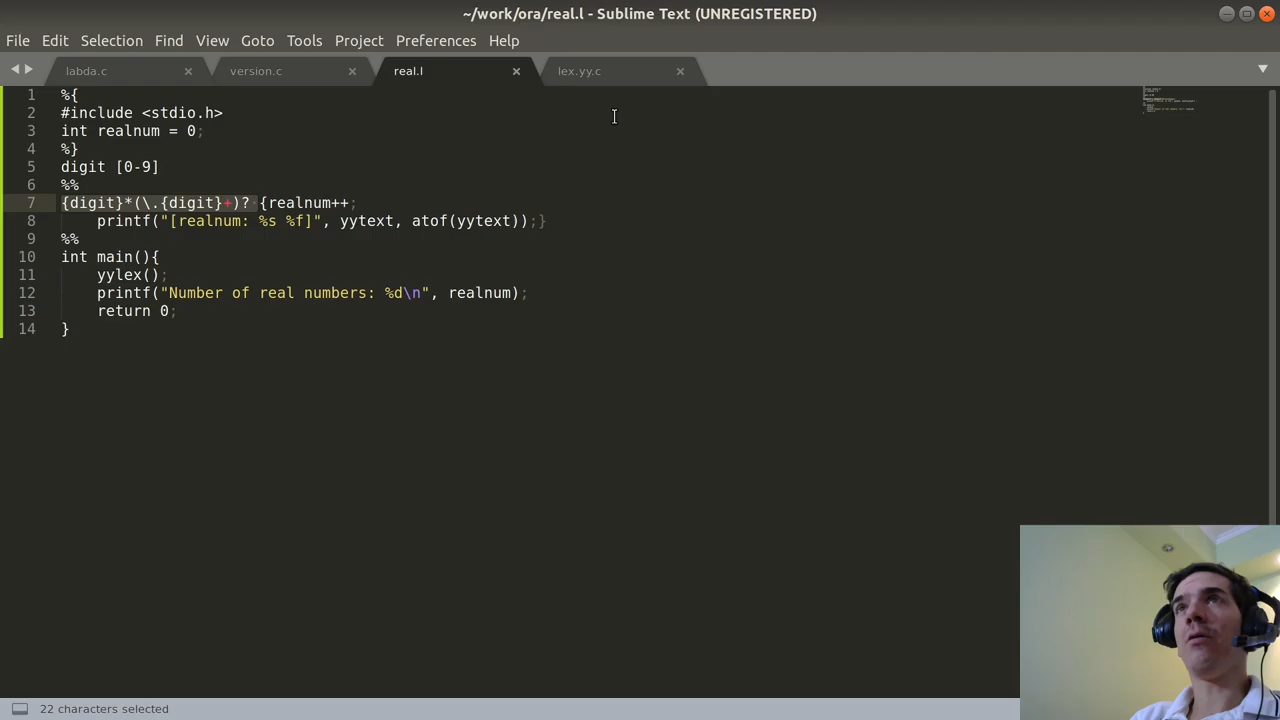 ~/work/ora/real.l - Sublime Text (UNREGISTERED)
File Edit Selection Find View Goto Tools Project Preferences Help
labda.c version.c real.l lex.yy.c
1 %{
2 #include <stdio.h>
3 int realnum = 0;
4 %}
5 digit [0-9]
6 %%
7 {digit}*(\.{digit}+)? {realnum++;
8 printf("[realnum: %s %f]", yytext, atof(yytext));}
9 %%
10 int main(){
11 yylex();
12 printf("Number of real numbers: %d\n", realnum);
13 return 0;
14 }
22 characters selected